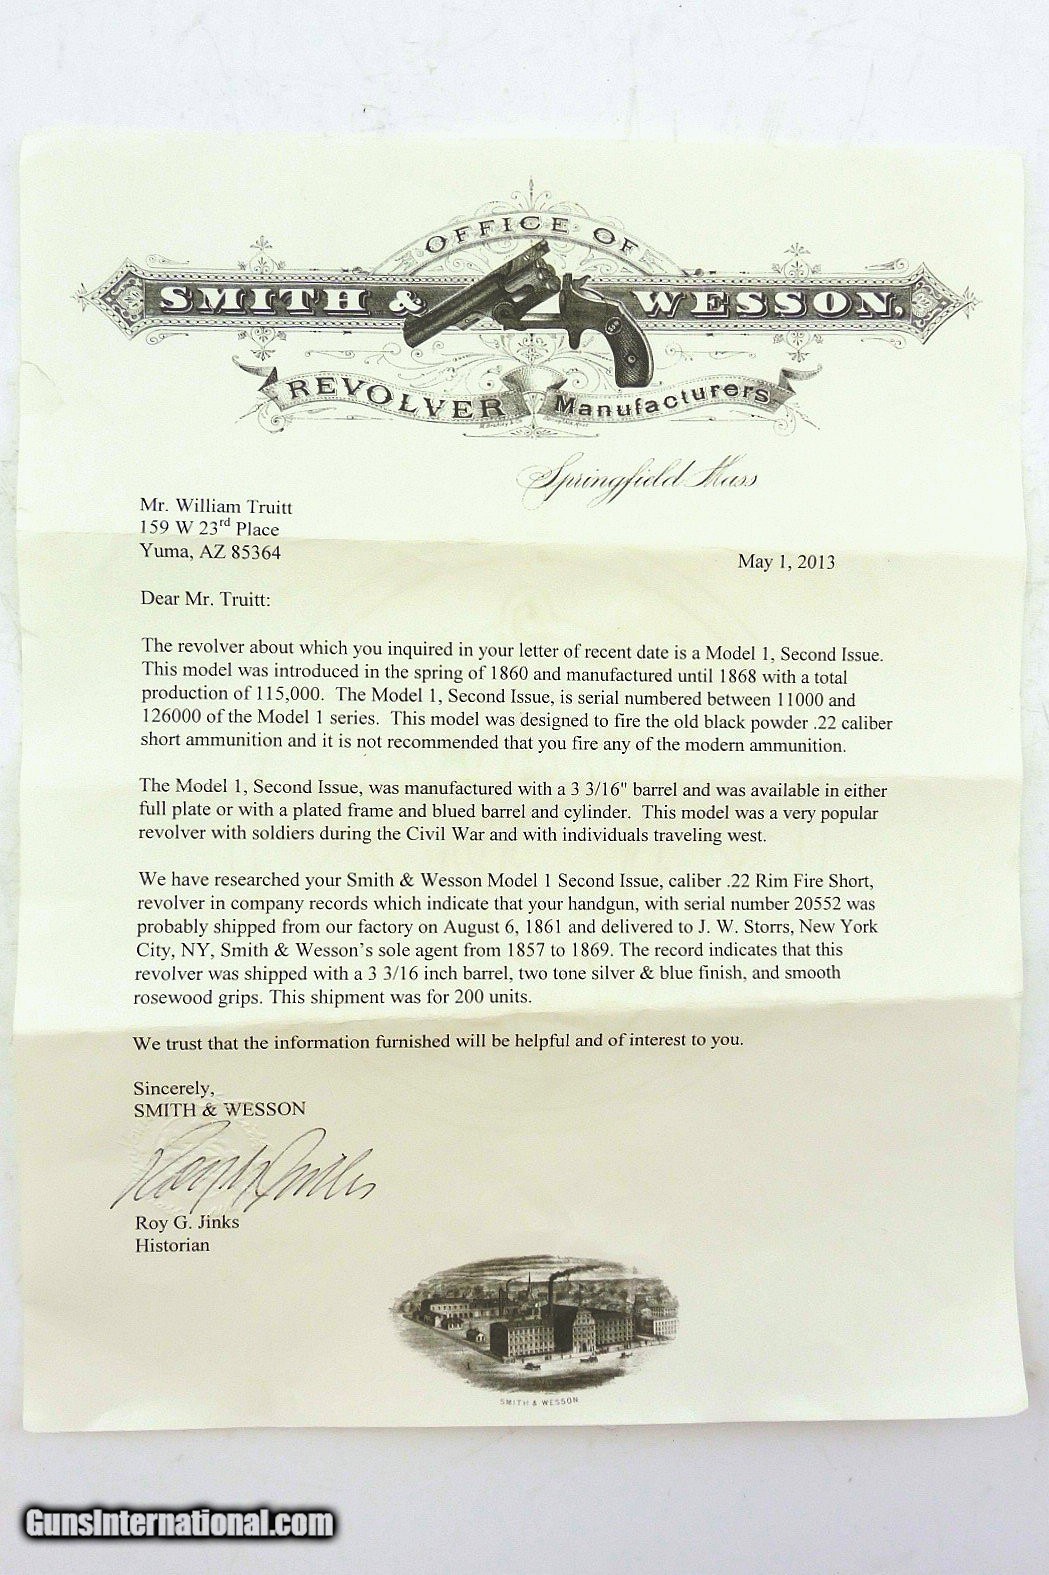 OFFICE OF
SMITH & WESSON,
REVOLVER Manufacturers
Springfield Mass
Mr. William Truitt
159 W 23rd Place
Yuma, AZ 85364
May 1, 2013
Dear Mr. Truitt:
The revolver about which you inquired in your letter of recent date is a Model 1, Second Issue.
This model was introduced in the spring of 1860 and manufactured until 1868 with a total
production of 115,000. The Model 1, Second Issue, is serial numbered between 11000 and
126000 of the Model 1 series. This model was designed to fire the old black powder .22 caliber
short ammunition and it is not recommended that you fire any of the modern ammunition.
The Model 1, Second Issue, was manufactured with a 3 3/16" barrel and was available in either
full plate or with a plated frame and blued barrel and cylinder. This model was a very popular
revolver with soldiers during the Civil War and with individuals traveling west.
We have researched your Smith & Wesson Model 1 Second Issue, caliber .22 Rim Fire Short,
revolver in company records which indicate that your handgun, with serial number 20552 was
probably shipped from our factory on August 6, 1861 and delivered to J. W. Storrs, New York
City, NY, Smith & Wesson's sole agent from 1857 to 1869. The record indicates that this
revolver was shipped with a 3 3/16 inch barrel, two tone silver & blue finish, and smooth
rosewood grips. This shipment was for 200 units.
We trust that the information furnished will be helpful and of interest to you.
Sincerely,
SMITH & WESSON
Roy G. Jinks
Historian
SMITH & WESSON
GunsInternational.com